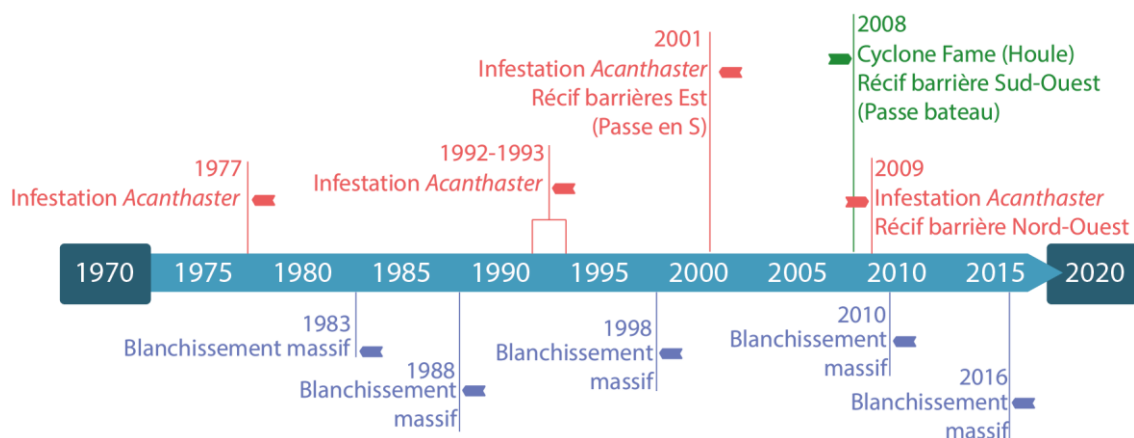 2001
Infestation Acanthaster
Récif barrières Est
(Passe en S)
2008
Cyclone Fame (Houle)
Récif barrière Sud-Ouest
(Passe bateau)
1977
Infestation Acanthaster
1992-1993
Infestation Acanthaster
2009
Infestation Acanthaster
Récif barrière Nord-Ouest
1970 1975 1980 1985 1990 1995 2000 2005 2010 2015 2020
1983
Blanchissement massif
1988
Blanchissement
massif
1998
Blanchissement
massif
2010
Blanchissement
massif
2016
Blanchissement
massif